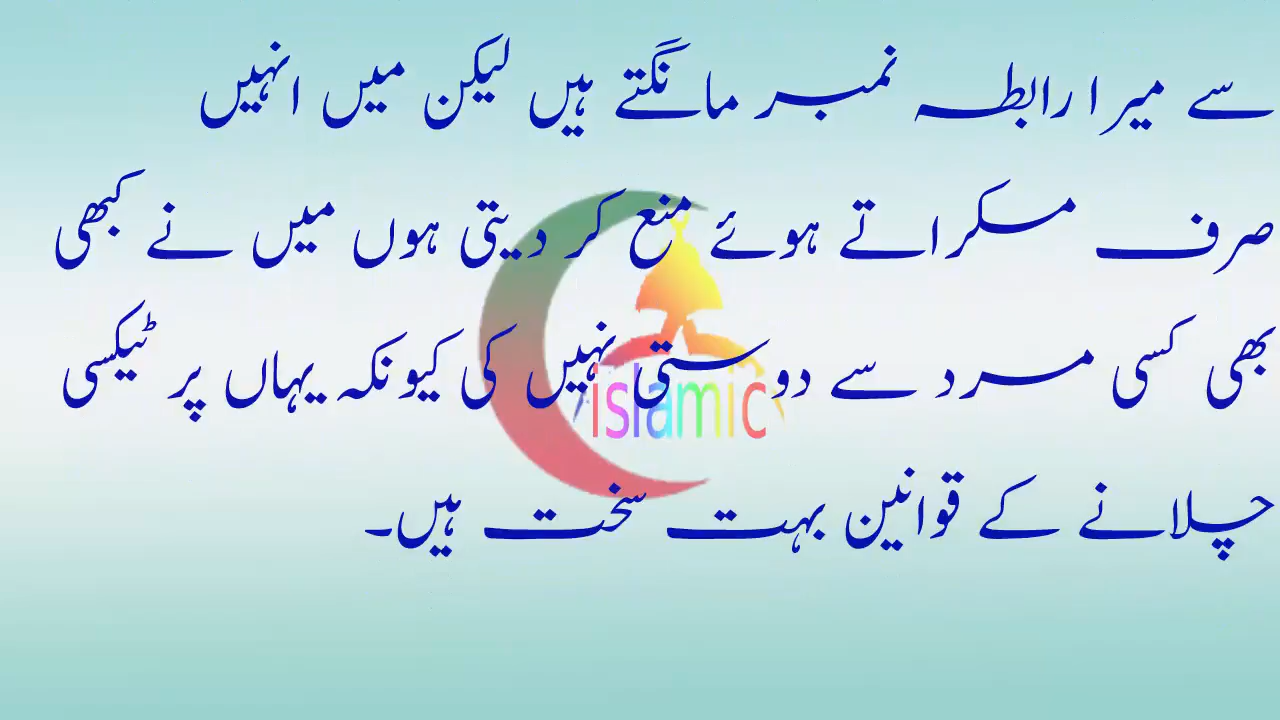 سے میرا رابطہ نمبر مانگتے ہیں لیکن میں انہیں
صرف مسکراتے ہوئے منع کر دیتی ہوں میں نے کبھی
بھی کسی مرد سے دوستی نہیں کی کیونکہ یہاں پر ٹیکسی
islamic
چلانے کے قوانین بہت سخت ہیں۔